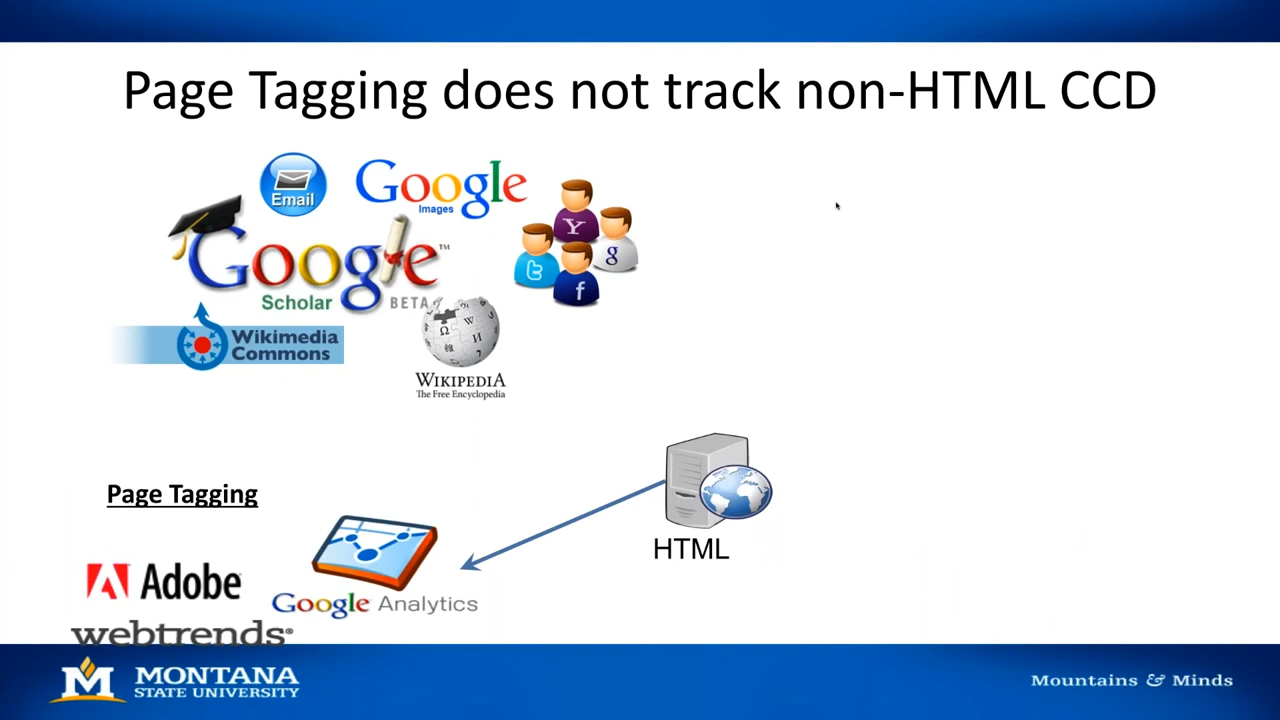 Page Tagging does not track non-HTML CCD
Email
Google
Images
Google™
Scholar
BETA
Y
g
t
f
Wikimedia
Commons
Ω
W
И
WIKIPEDIA
The Free Encyclopedia
HTML
Page Tagging
Adobe
Google Analytics
webtrends®
M
MONTANA
STATE UNIVERSITY
Mountains & Minds